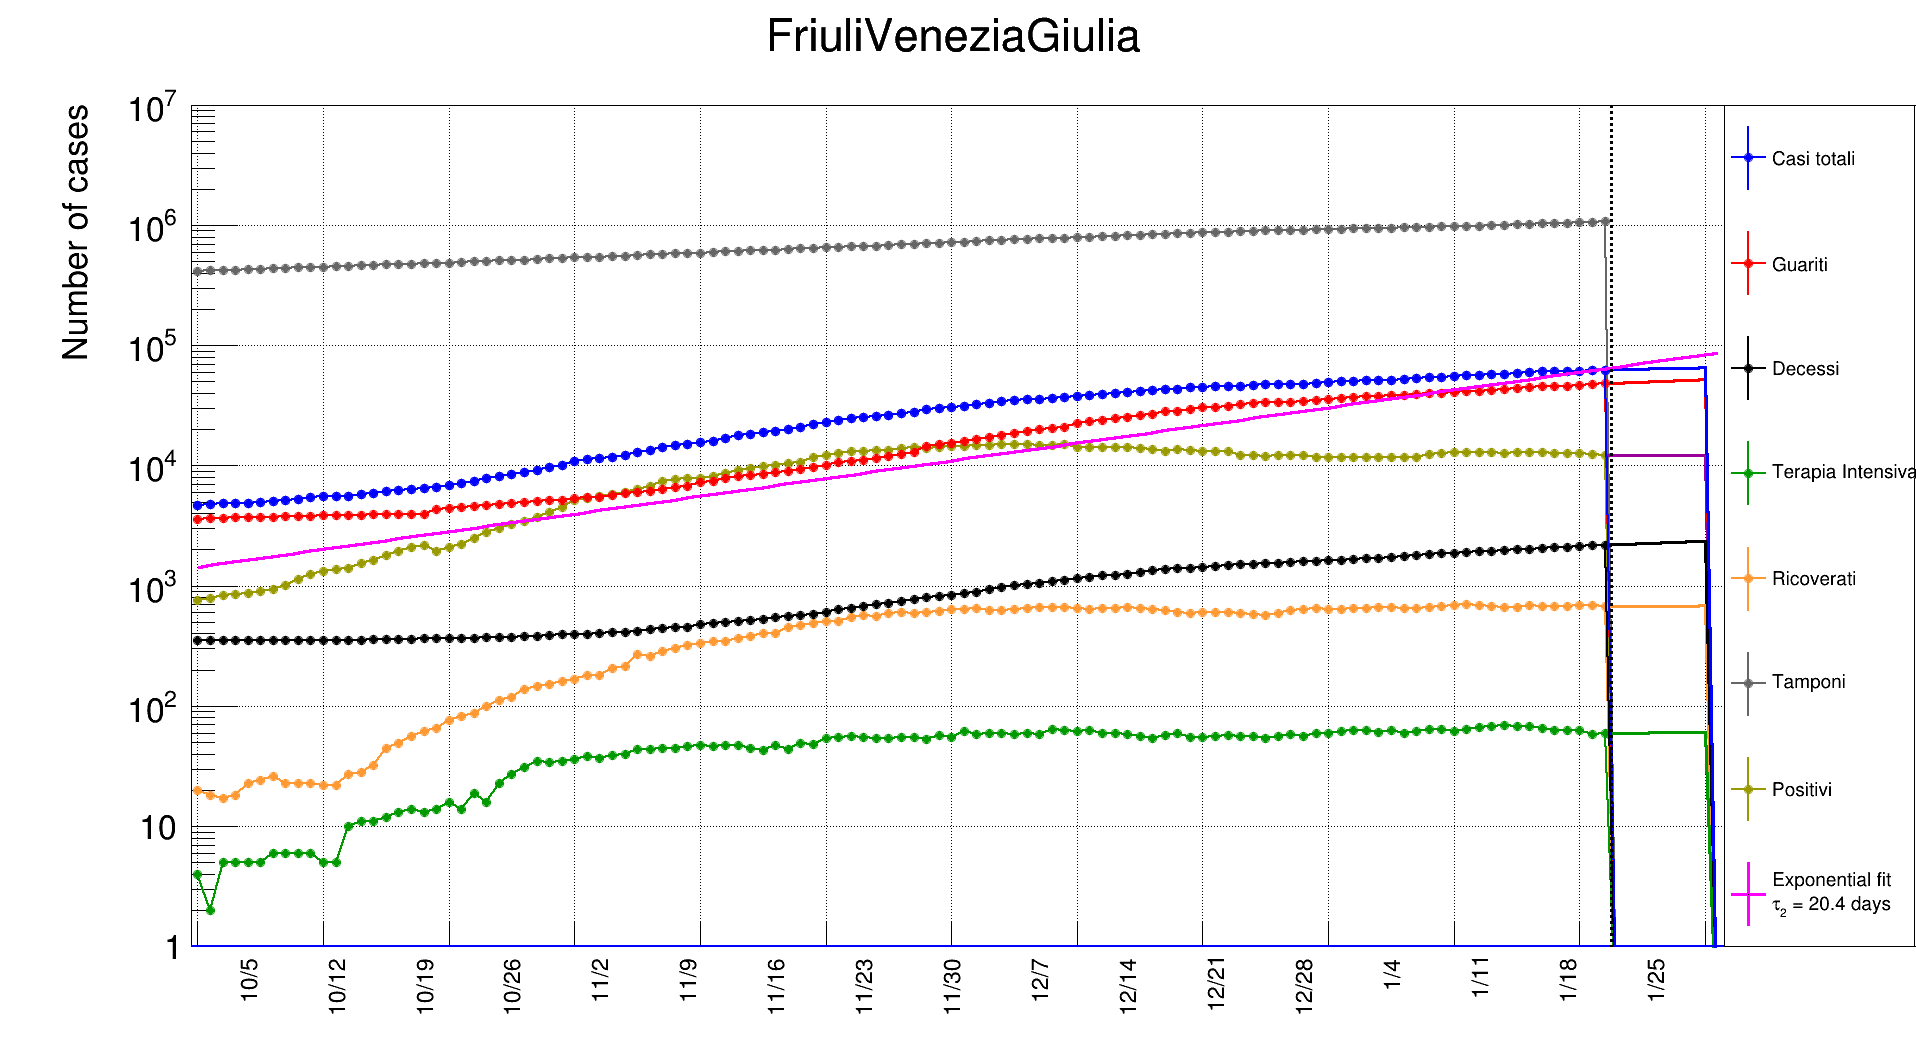 FriuliVeneziaGiulia
Number of cases
10^7
10^6
10^5
10^4
10^3
10^2
10
1
10/5
10/12
10/19
10/26
11/2
11/9
11/16
11/23
11/30
12/7
12/14
12/21
12/28
1/4
1/11
1/18
1/25
Casi totali
Guariti
Decessi
Terapia Intensiva
Ricoverati
Tamponi
Positivi
Exponential fit
τ_2 = 20.4 days